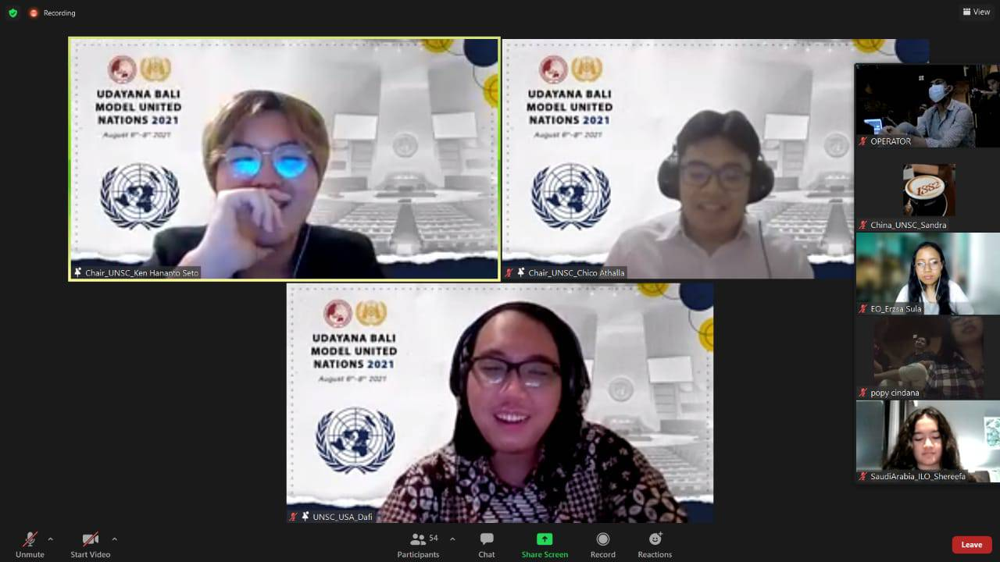 Recording
View
UDAYANA BALI
MODEL UNITED
NATIONS 2021
August 6th-8th 2021
Chair_UNSC_Ken Hananto Seto
UDAYANA BALI
MODEL UNITED
NATIONS 2021
August 6th-8th 2021
Chair_UNSC_Chico Athalla
UDAYANA BALI
MODEL UNITED
NATIONS 2021
August 6th-8th 2021
UNSC_USA_Dafi
OPERATOR
1882
China_UNSC_Sandra
EO_Erzsa Sula
popy cindana
SaudiArabia_ILO_Shereefa
Unmute
Start Video
54
Participants
Chat
Share Screen
Record
Reactions
Leave